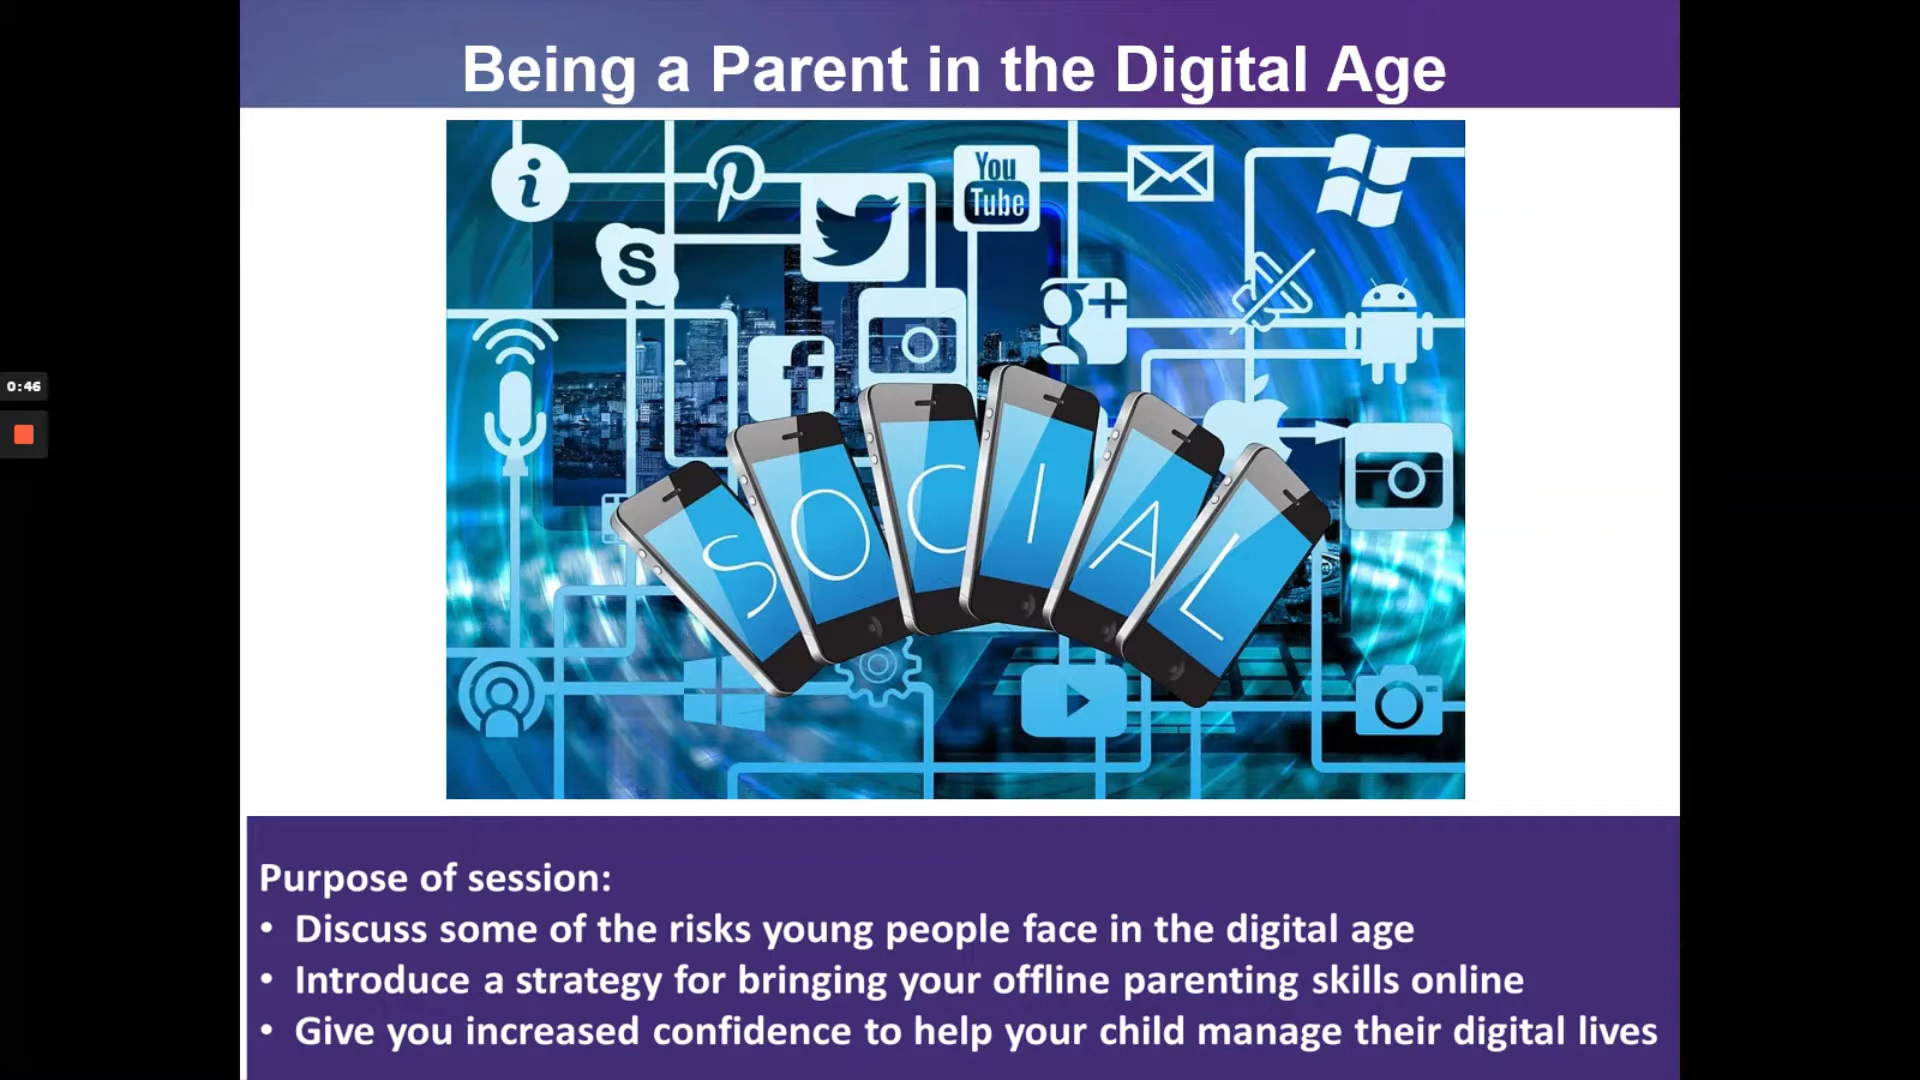 Being a Parent in the Digital Age
i
You
Tube
S
g+
f
0:46
S O C I A L
Purpose of session:
• Discuss some of the risks young people face in the digital age
• Introduce a strategy for bringing your offline parenting skills online
• Give you increased confidence to help your child manage their digital lives